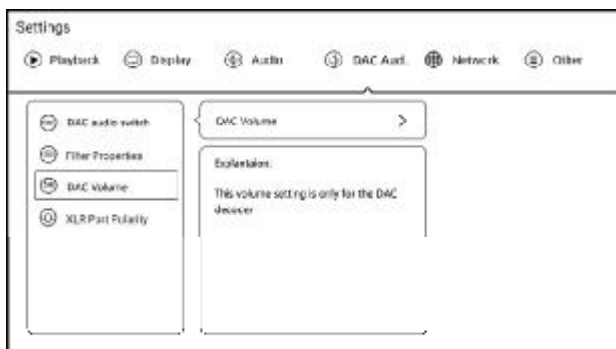 Settings
Playback Display Audio DAC Aud. Network Other
DAC audio switch
Filter Properties
DAC Volume
XLR Port Polarity
DAC Volume >
Explantaion:
This volume setting is only for the DAC
decoder